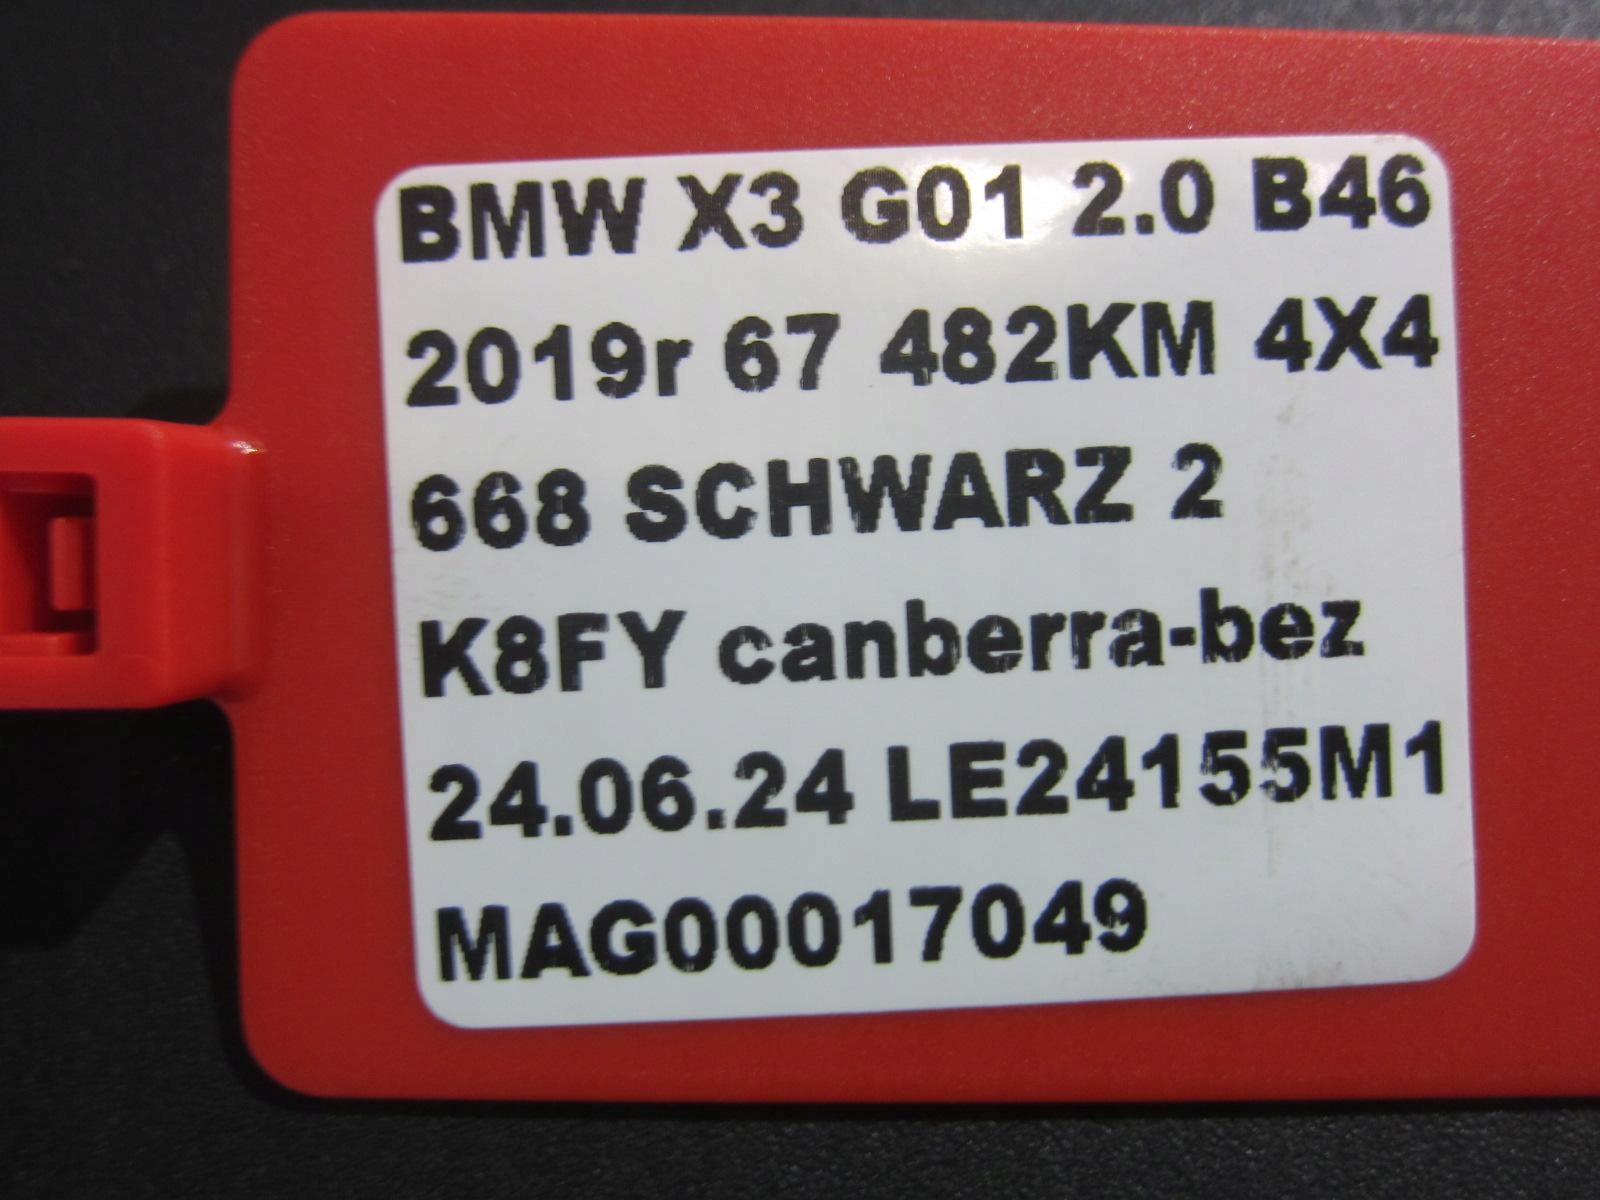 BMW X3 G01 2.0 B46
2019r 67 482KM 4X4
668 SCHWARZ 2
K8FY canberra-bez
24.06.24 LE24155M1
MAG00017049